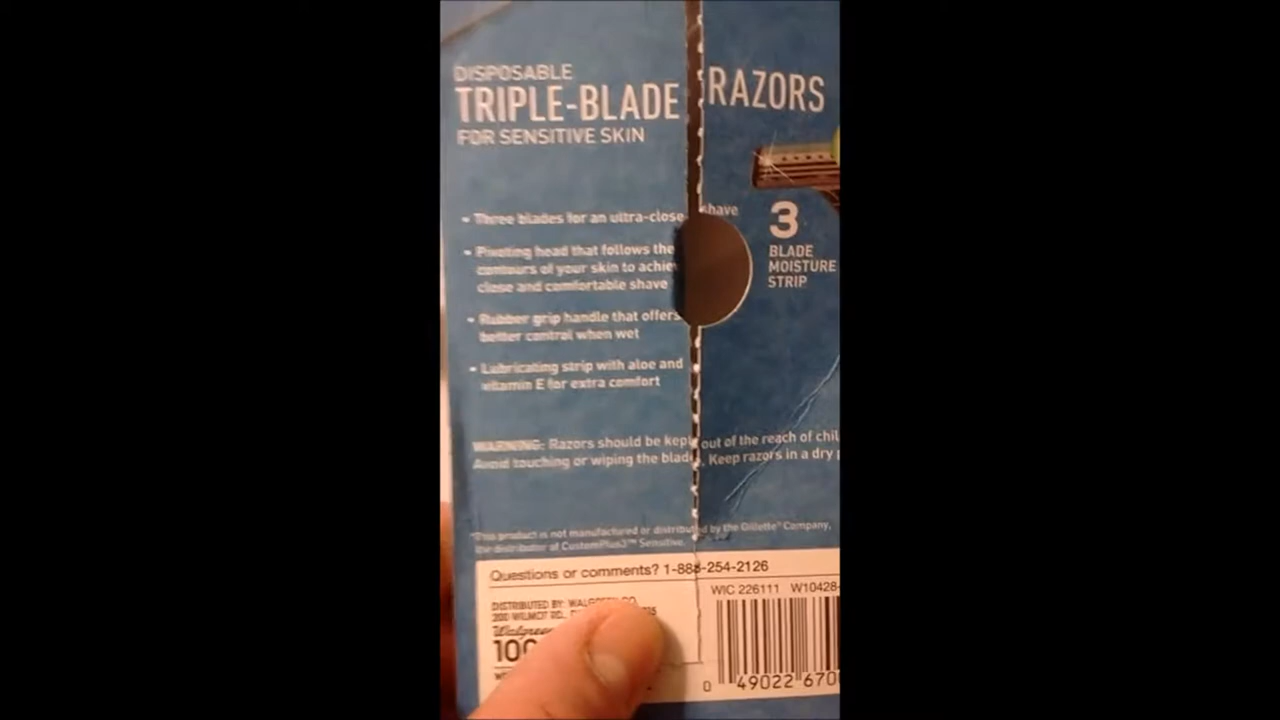 DISPOSABLE
TRIPLE-BLADE RAZORS
FOR SENSITIVE SKIN
• Three blades for an ultra-close shave
• Pivoting head that follows the
contours of your skin to achie
close and comfortable shave
• Rubber grip handle that offers
better control when wet
• Lubricating strip with aloe and
vitamin E for extra comfort
3
BLADE
MOISTURE
STRIP
WARNING: Razors should be kept out of the reach of chil
Avoid touching or wiping the blade. Keep razors in a dry
*This product is not manufactured or distributed by the Gillette® Company,
the distributor of CustomPlus3™ Sensitive.
Questions or comments? 1-888-254-2126
DISTRIBUTED BY: WALGREEN CO.
200 WILMOT RD.,
Walgreen
100
WIC 226111 W10428-
0 49022 670